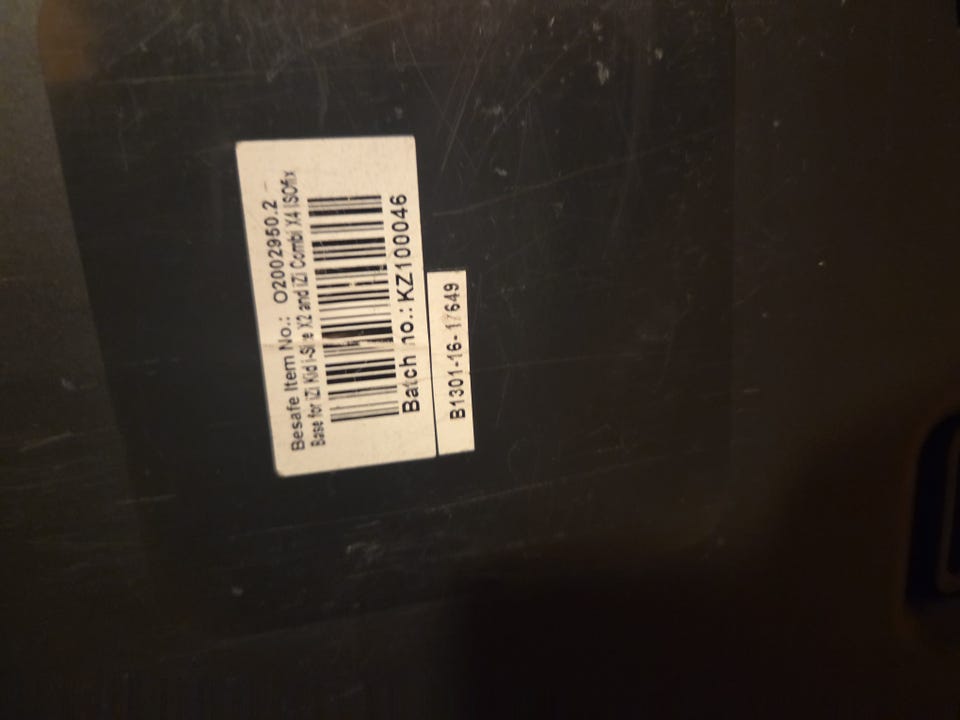 Besafe Item No.: O2002950.2
Base for iZi Kid i-Size X2 and iZi Combi X4 ISOfix
Batch no.: KZ100046
B1301-16-17649